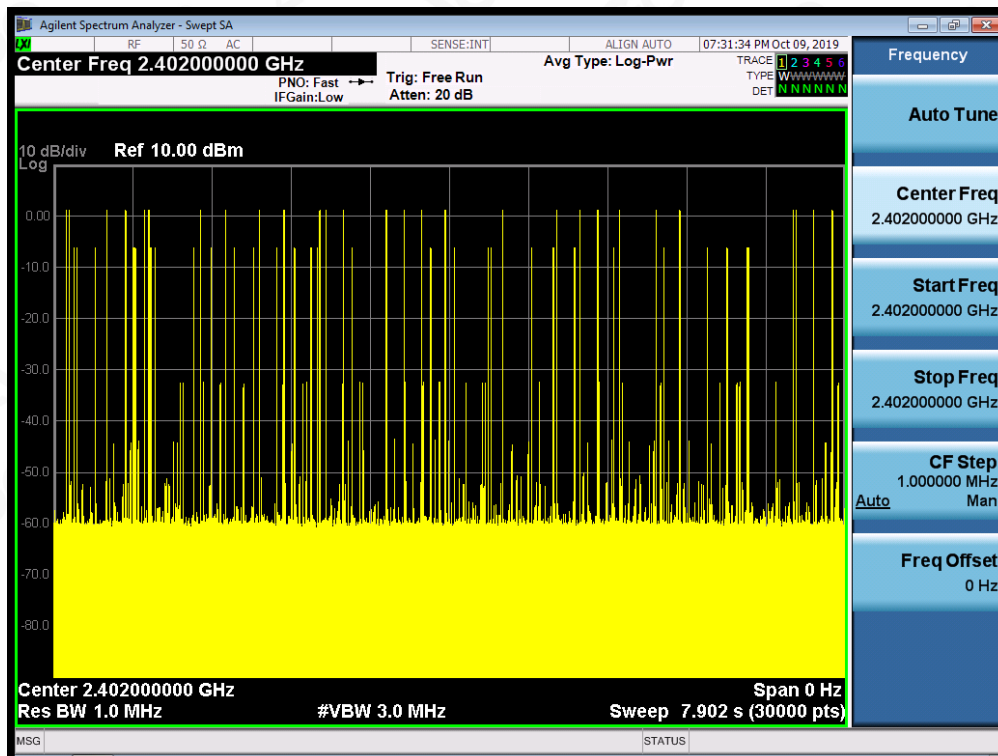 Agilent Spectrum Analyzer - Swept SA
LXI RF 50 Ω AC SENSE:INT ALIGN AUTO 07:31:34 PM Oct 09, 2019
Center Freq 2.402000000 GHz
PNO: Fast
IFGain:Low
Trig: Free Run
Atten: 20 dB
Avg Type: Log-Pwr
TRACE 1 2 3 4 5 6
TYPE W
DET N N N N N N
10 dB/div Ref 10.00 dBm
Log
0.00
-10.0
-20.0
-30.0
-40.0
-50.0
-60.0
-70.0
-80.0
Center 2.402000000 GHz Span 0 Hz
Res BW 1.0 MHz #VBW 3.0 MHz Sweep 7.902 s (30000 pts)
MSG STATUS
Frequency
Auto Tune
Center Freq
2.402000000 GHz
Start Freq
2.402000000 GHz
Stop Freq
2.402000000 GHz
CF Step
1.000000 MHz
Auto Man
Freq Offset
0 Hz